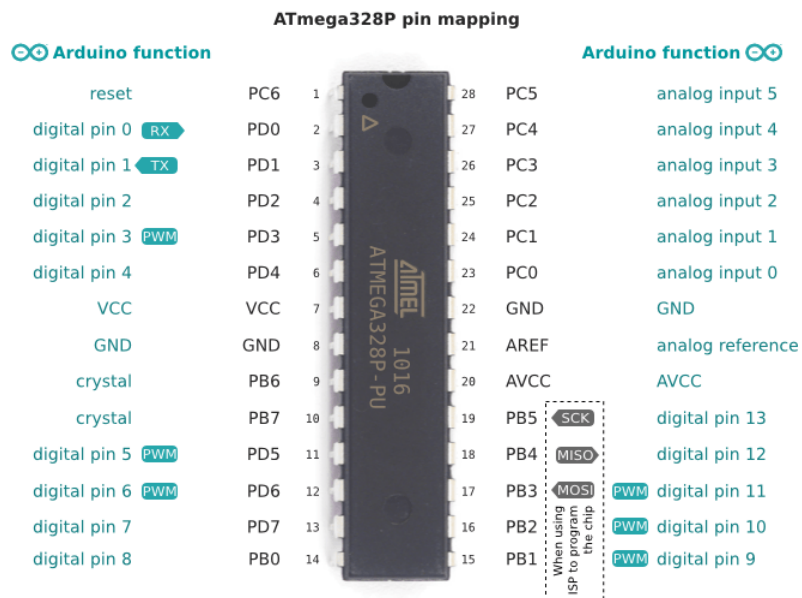 ATmega328P pin mapping
Arduino function Arduino function
reset PC6 1 28 PC5 analog input 5
digital pin 0 RX PD0 2 27 PC4 analog input 4
digital pin 1 TX PD1 3 26 PC3 analog input 3
digital pin 2 PD2 4 25 PC2 analog input 2
digital pin 3 PWM PD3 5 24 PC1 analog input 1
digital pin 4 PD4 6 23 PC0 analog input 0
VCC VCC 7 22 GND GND
GND GND 8 21 AREF analog reference
crystal PB6 9 20 AVCC AVCC
crystal PB7 10 19 PB5 SCK digital pin 13
digital pin 5 PWM PD5 11 18 PB4 MISO digital pin 12
digital pin 6 PWM PD6 12 17 PB3 MOSI PWM digital pin 11
digital pin 7 PD7 13 16 PB2 PWM digital pin 10
digital pin 8 PB0 14 15 PB1 PWM digital pin 9
When using
ISP to program
the chip
ATMEL 1016
ATMEGA328P-PU